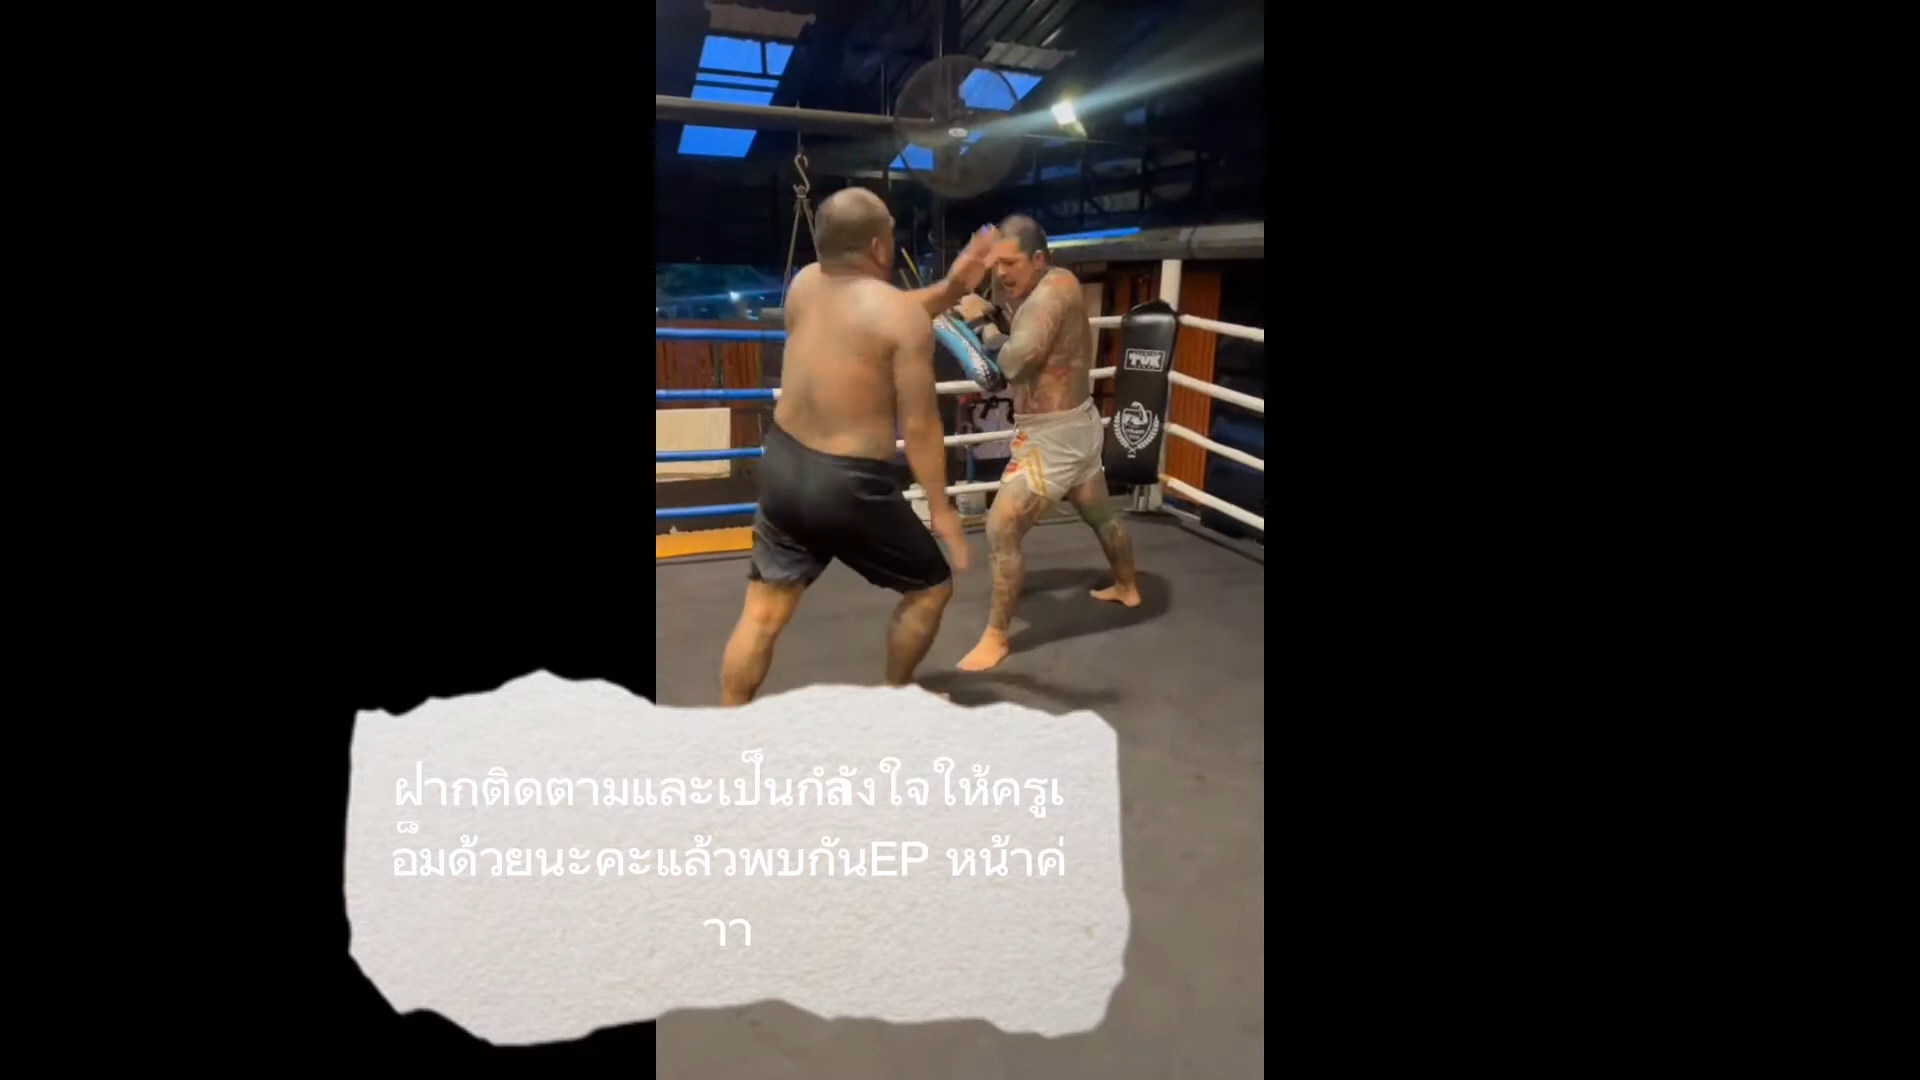 TVK
ฝากติดตามและเป็นกำลังใจให้ครูเ
อ็มด้วยนะคะแล้วพบกันEP หน้าค่
าา